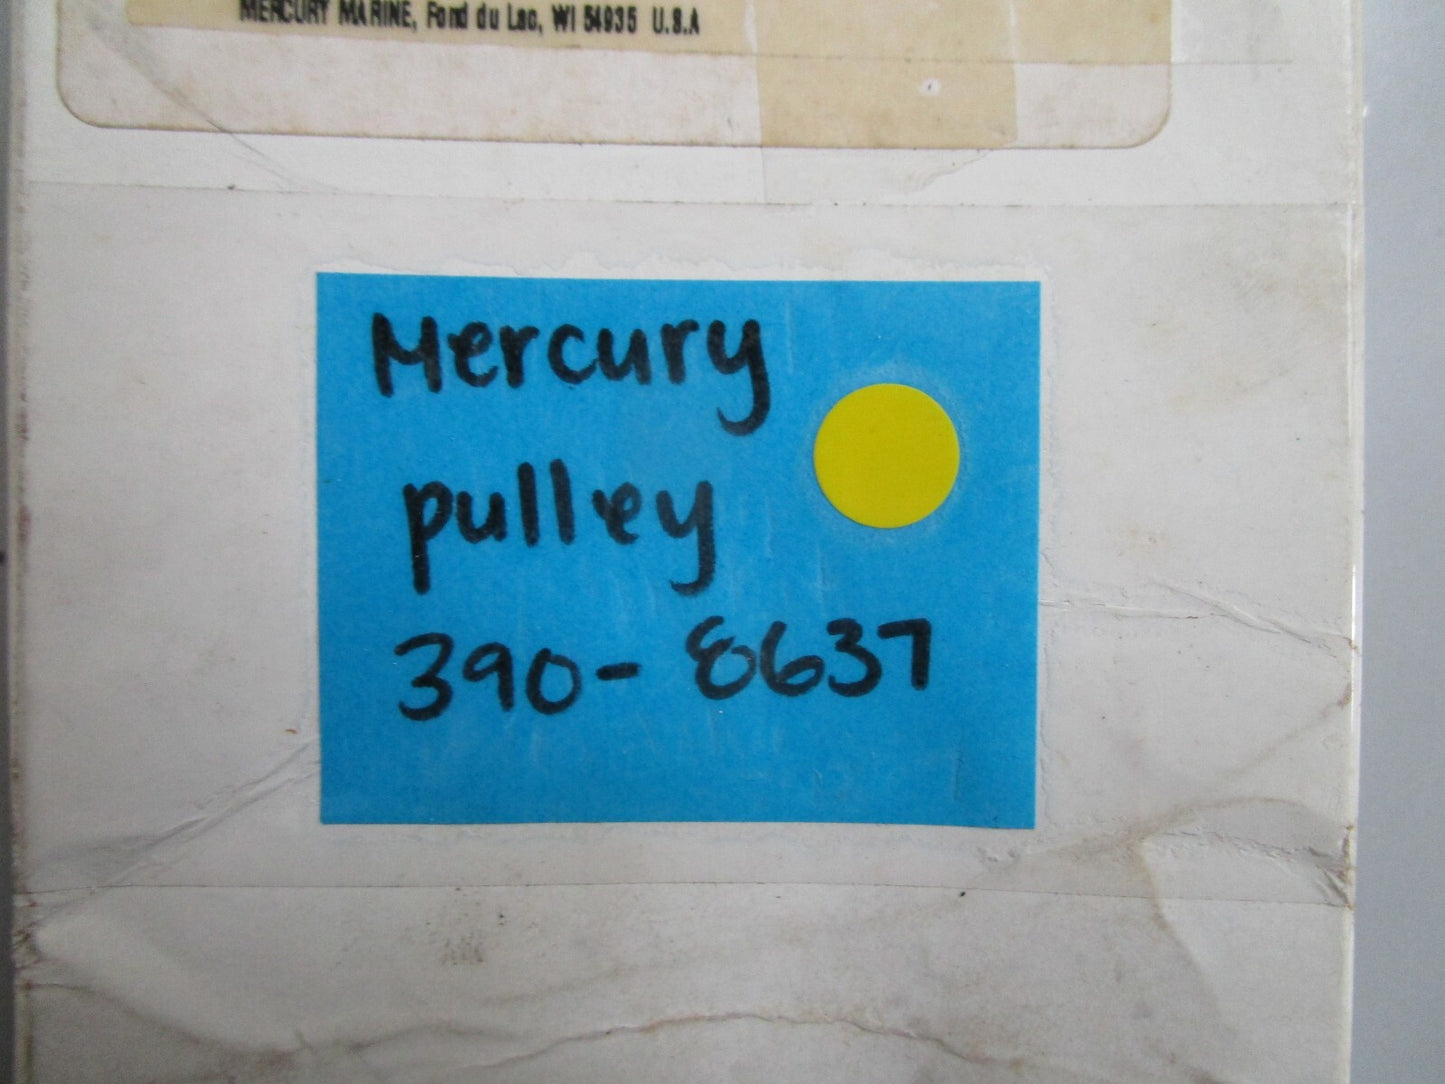 MERCURY MARINE, Fond du Lac, WI 54935 U.S.A
Mercury
pulley
390-8637